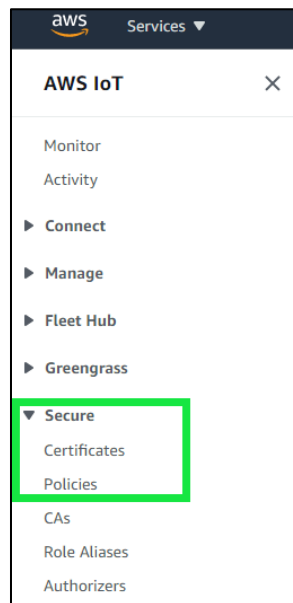 aws Services ▼
AWS IoT ✕
Monitor
Activity
▶ Connect
▶ Manage
▶ Fleet Hub
▶ Greengrass
▼ Secure
Certificates
Policies
CAs
Role Aliases
Authorizers